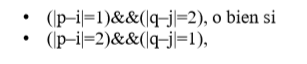 • (|p–i|=1)&&(|q–j|=2), o bien si
• (|p–i|=2)&&(|q–j|=1),